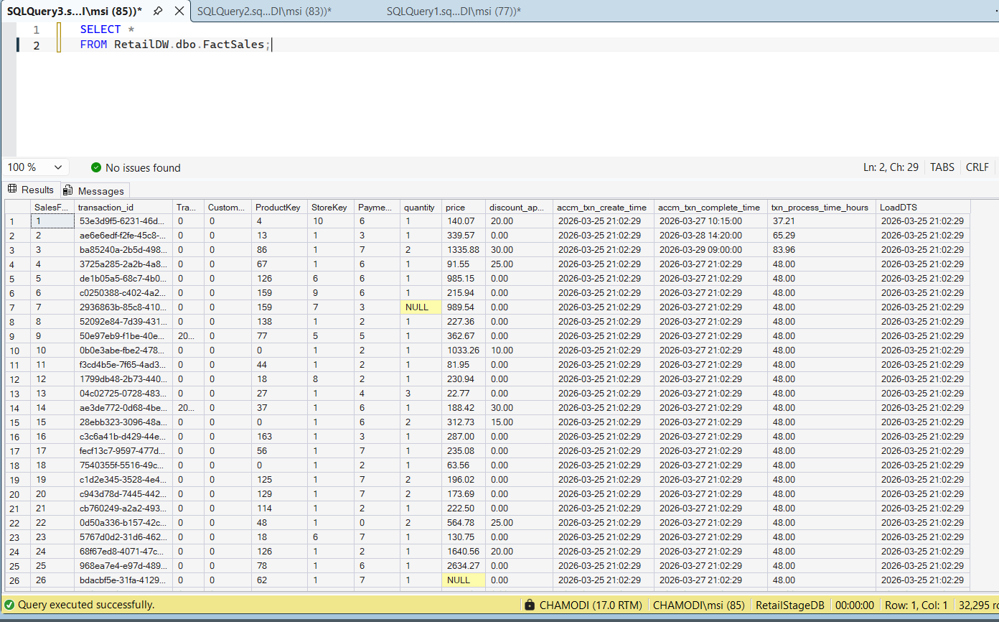 SQLQuery3.s...I\msi (85))* SQLQuery2.sq...DI\msi (83))* SQLQuery1.sq...DI\msi (77))*
1 SELECT *
2 FROM RetailDW.dbo.FactSales;
100 % No issues found Ln: 2, Ch: 29 TABS CRLF
Results Messages
SalesF... transaction_id Tra... Custom... ProductKey StoreKey Payme... quantity price discount_ap... accm_txn_create_time accm_txn_complete_time txn_process_time_hours LoadDTS
1 1 53e3d9f5-6231-46d... 0 0 4 10 6 1 140.07 20.00 2026-03-25 21:02:29 2026-03-27 10:15:00 37.21 2026-03-25 21:02:29
2 2 ae6e6edf-f2fe-45c8-... 0 0 13 1 3 1 339.57 0.00 2026-03-25 21:02:29 2026-03-28 14:20:00 65.29 2026-03-25 21:02:29
3 3 ba85240a-2b5d-498... 0 0 86 1 7 2 1335.88 30.00 2026-03-25 21:02:29 2026-03-29 09:00:00 83.96 2026-03-25 21:02:29
4 4 3725a285-2a2b-4a8... 0 0 67 1 6 1 91.55 25.00 2026-03-25 21:02:29 2026-03-27 21:02:29 48.00 2026-03-25 21:02:29
5 5 de1b05a5-68c7-4b0... 0 0 126 6 6 1 985.15 0.00 2026-03-25 21:02:29 2026-03-27 21:02:29 48.00 2026-03-25 21:02:29
6 6 c0250388-c402-4a2... 0 0 159 9 6 1 215.94 0.00 2026-03-25 21:02:29 2026-03-27 21:02:29 48.00 2026-03-25 21:02:29
7 7 2936863b-85c8-410... 0 0 159 7 3 NULL 989.54 0.00 2026-03-25 21:02:29 2026-03-27 21:02:29 48.00 2026-03-25 21:02:29
8 8 52092e84-7d39-431... 0 0 138 1 2 1 227.36 0.00 2026-03-25 21:02:29 2026-03-27 21:02:29 48.00 2026-03-25 21:02:29
9 9 50e97eb9-f1be-40e... 20... 0 77 5 5 1 362.67 0.00 2026-03-25 21:02:29 2026-03-27 21:02:29 48.00 2026-03-25 21:02:29
10 10 0b0e3abe-fbe2-478... 0 0 0 1 2 1 1033.26 10.00 2026-03-25 21:02:29 2026-03-27 21:02:29 48.00 2026-03-25 21:02:29
11 11 f3cd4b5e-7f65-4ad3... 0 0 44 1 2 1 81.95 0.00 2026-03-25 21:02:29 2026-03-27 21:02:29 48.00 2026-03-25 21:02:29
12 12 1799db48-2b73-440... 0 0 18 8 2 1 230.94 0.00 2026-03-25 21:02:29 2026-03-27 21:02:29 48.00 2026-03-25 21:02:29
13 13 04c02725-0728-483... 0 0 27 1 4 3 22.77 0.00 2026-03-25 21:02:29 2026-03-27 21:02:29 48.00 2026-03-25 21:02:29
14 14 ae3de772-0d68-4be... 20... 0 37 1 6 1 188.42 30.00 2026-03-25 21:02:29 2026-03-27 21:02:29 48.00 2026-03-25 21:02:29
15 15 28ebb323-3096-48a... 0 0 0 1 6 2 312.73 15.00 2026-03-25 21:02:29 2026-03-27 21:02:29 48.00 2026-03-25 21:02:29
16 16 c3c6a41b-d429-44e... 0 0 163 1 3 1 287.00 0.00 2026-03-25 21:02:29 2026-03-27 21:02:29 48.00 2026-03-25 21:02:29
17 17 fecf13c7-9597-477d... 0 0 56 1 7 1 235.08 0.00 2026-03-25 21:02:29 2026-03-27 21:02:29 48.00 2026-03-25 21:02:29
18 18 7540355f-5516-49c... 0 0 0 1 2 1 63.56 0.00 2026-03-25 21:02:29 2026-03-27 21:02:29 48.00 2026-03-25 21:02:29
19 19 c1d2e345-3528-4e4... 0 0 125 1 7 2 196.02 0.00 2026-03-25 21:02:29 2026-03-27 21:02:29 48.00 2026-03-25 21:02:29
20 20 c943d78d-7445-442... 0 0 129 1 7 2 173.69 0.00 2026-03-25 21:02:29 2026-03-27 21:02:29 48.00 2026-03-25 21:02:29
21 21 cb760249-a2a2-493... 0 0 114 1 2 1 222.50 0.00 2026-03-25 21:02:29 2026-03-27 21:02:29 48.00 2026-03-25 21:02:29
22 22 0d50a336-b157-42c... 0 0 48 1 0 2 564.78 25.00 2026-03-25 21:02:29 2026-03-27 21:02:29 48.00 2026-03-25 21:02:29
23 23 5767d0d2-31d6-462... 0 0 18 6 7 1 130.75 0.00 2026-03-25 21:02:29 2026-03-27 21:02:29 48.00 2026-03-25 21:02:29
24 24 68f67ed8-4071-47c... 0 0 126 1 2 1 1640.56 20.00 2026-03-25 21:02:29 2026-03-27 21:02:29 48.00 2026-03-25 21:02:29
25 25 968ea7e4-e97d-489... 0 0 78 1 6 1 2634.27 0.00 2026-03-25 21:02:29 2026-03-27 21:02:29 48.00 2026-03-25 21:02:29
26 26 bdacbf5e-31fa-4129... 0 0 62 1 7 1 NULL 0.00 2026-03-25 21:02:29 2026-03-27 21:02:29 48.00 2026-03-25 21:02:29
Query executed successfully. CHAMODI (17.0 RTM) CHAMODI\msi (85) RetailStageDB 00:00:00 Row: 1, Col: 1 32,295